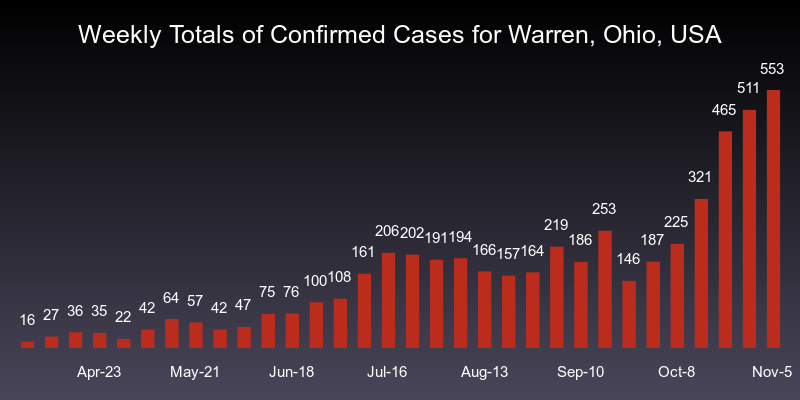 Weekly Totals of Confirmed Cases for Warren, Ohio, USA
16 27 36 35 22 42 64 57 42 47 75 76 100 108 161 206 202 191 194 166 157 164 219 186 253 146 187 225 321 465 511 553
Apr-23 May-21 Jun-18 Jul-16 Aug-13 Sep-10 Oct-8 Nov-5